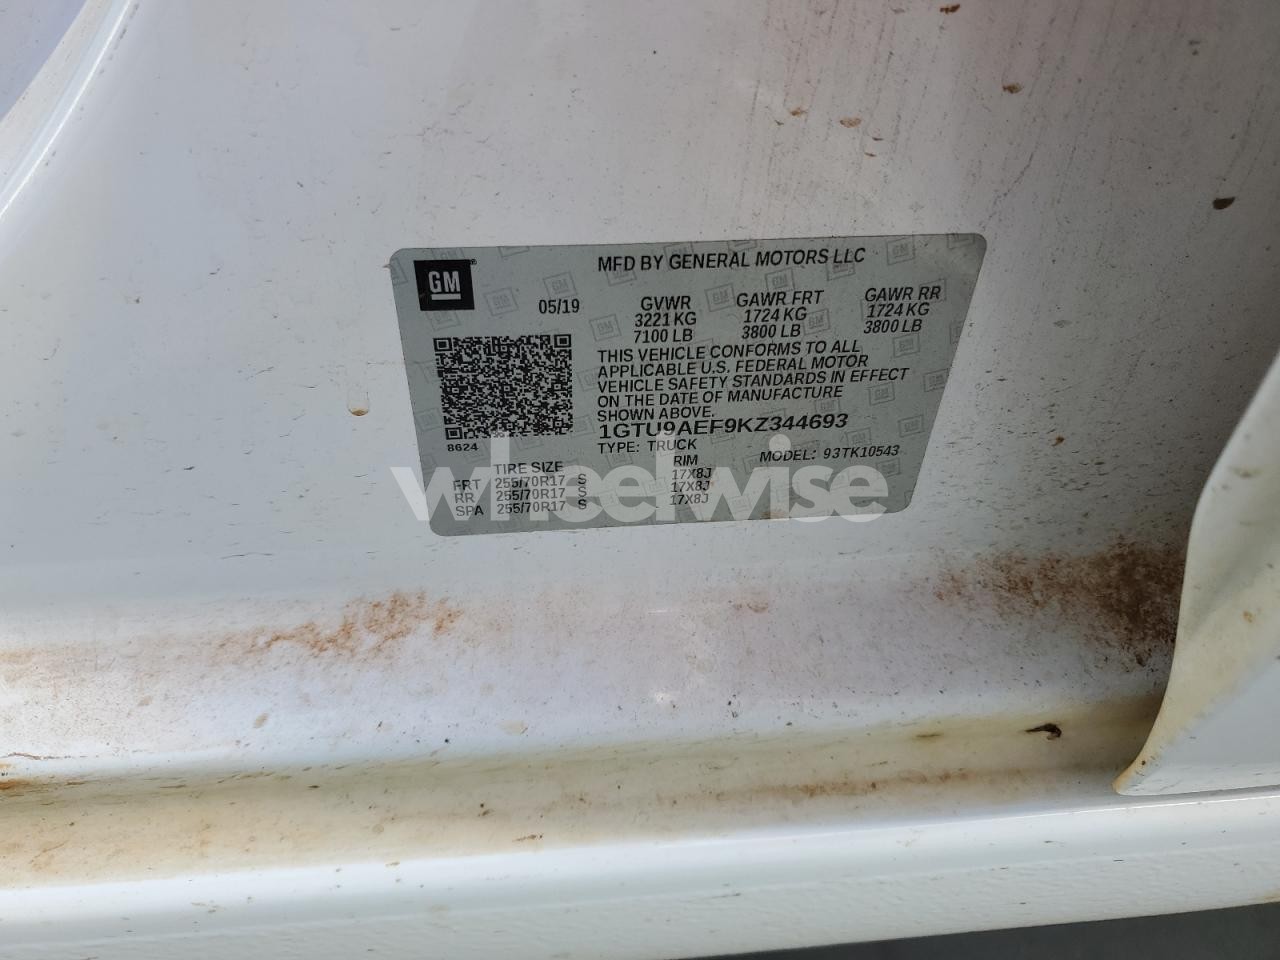 GM
MFD BY GENERAL MOTORS LLC
05/19
GVWR GAWR FRT GAWR RR
3221 KG 1724 KG 1724 KG
7100 LB 3800 LB 3800 LB
THIS VEHICLE CONFORMS TO ALL
APPLICABLE U.S. FEDERAL MOTOR
VEHICLE SAFETY STANDARDS IN EFFECT
ON THE DATE OF MANUFACTURE
SHOWN ABOVE.
1GTU9AEF9KZ344693
8624
TYPE: TRUCK MODEL: 93TK10543
TIRE SIZE RIM
FRT 255/70R17 S 17X8J
RR 255/70R17 S 17X8J
SPA 255/70R17 S 17X8J
wheelwise